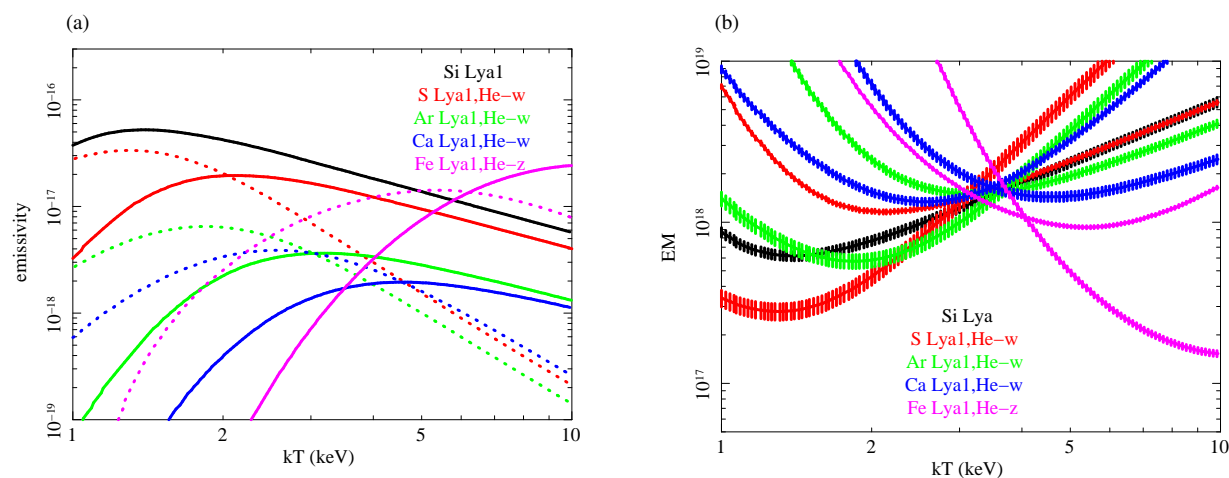 (a)
emissivity
10−16
10−17
10−18
10−19
Si Lya1
S Lya1,He−w
Ar Lya1,He−w
Ca Lya1,He−w
Fe Lya1,He−z
1
2
5
10
kT (keV)
(b)
EM
1019
1018
1017
Si Lya
S Lya1,He−w
Ar Lya1,He−w
Ca Lya1,He−w
Fe Lya1,He−z
1
2
5
10
kT (keV)